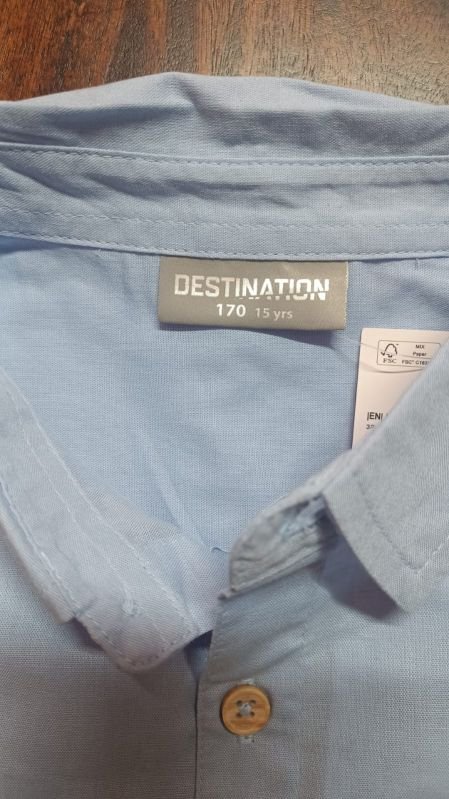 DESTINATION
170 15 yrs
FSC
MIX
Paper